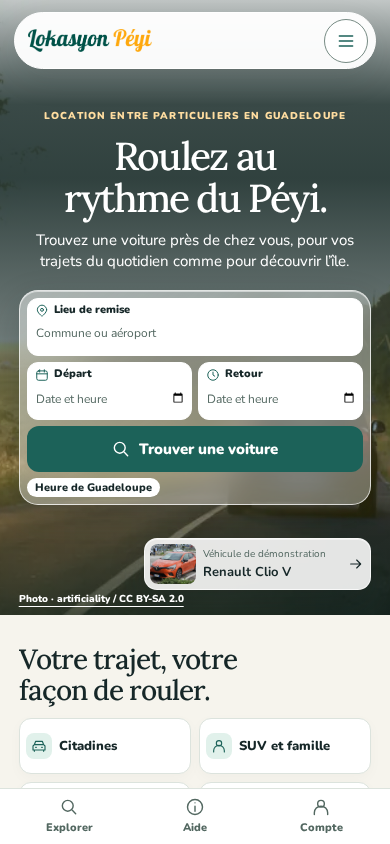 Lokasyon Péyi
LOCATION ENTRE PARTICULIERS EN GUADELOUPE
Roulez au
rythme du Péyi.
Trouvez une voiture près de chez vous, pour vos
trajets du quotidien comme pour découvrir l'île.
Lieu de remise
Commune ou aéroport
Départ
Date et heure
Retour
Date et heure
Trouver une voiture
Heure de Guadeloupe
Véhicule de démonstration
Renault Clio V
Photo · artificiality / CC BY-SA 2.0
Votre trajet, votre
façon de rouler.
Citadines
SUV et famille
Explorer
Aide
Compte